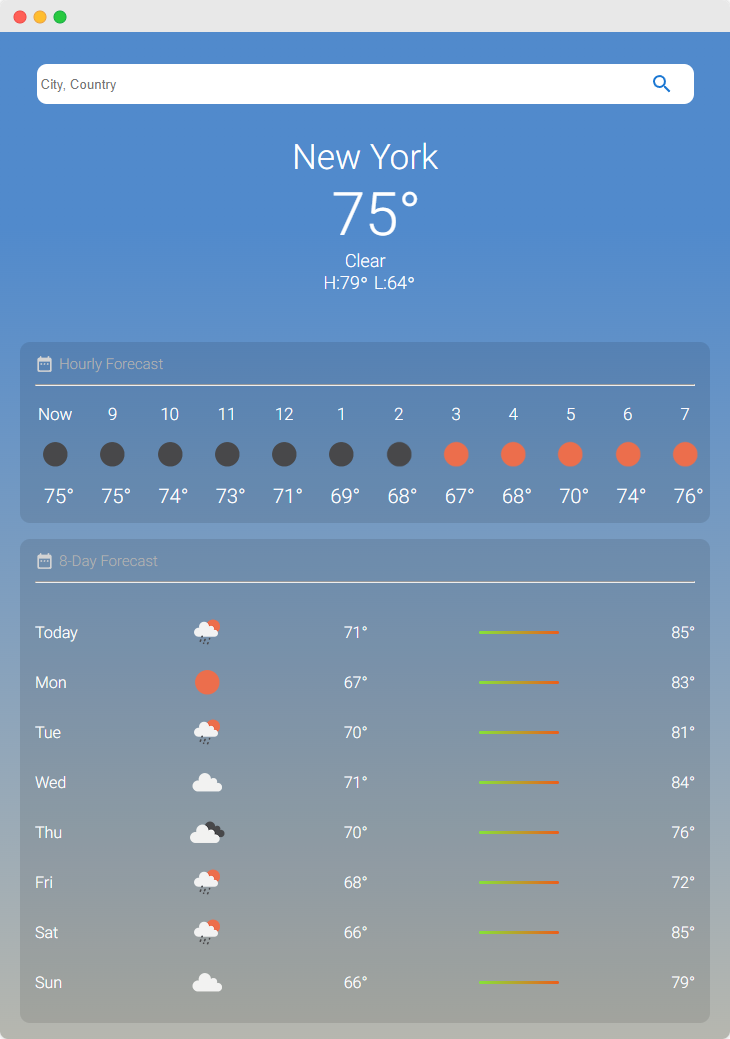 City, Country
New York
75°
Clear
H:79° L:64°
Hourly Forecast
Now 9 10 11 12 1 2 3 4 5 6 7
75° 75° 74° 73° 71° 69° 68° 67° 68° 70° 74° 76°
8-Day Forecast
Today 71° 85°
Mon 67° 83°
Tue 70° 81°
Wed 71° 84°
Thu 70° 76°
Fri 68° 72°
Sat 66° 85°
Sun 66° 79°